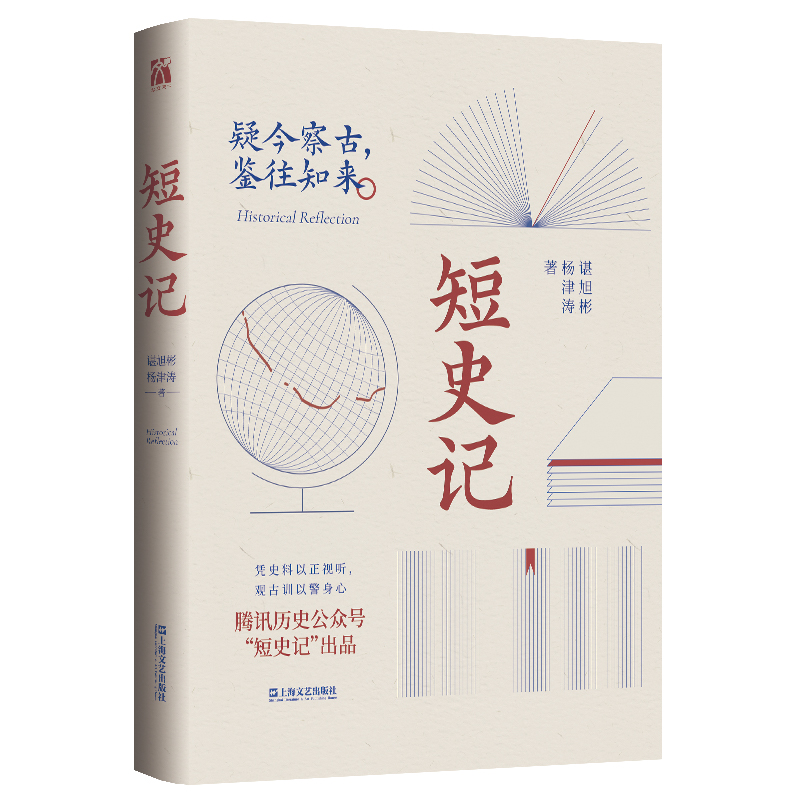 疑今察古，
鉴往知来。
Historical Reflection
谌旭彬
杨津涛
著
短史记
凭史料以正视听，
观古训以警身心
腾讯历史公众号
“短史记”出品
上海文艺出版社
短史记
谌旭彬
杨津涛
著
Historical
Reflection
上海文艺出版社